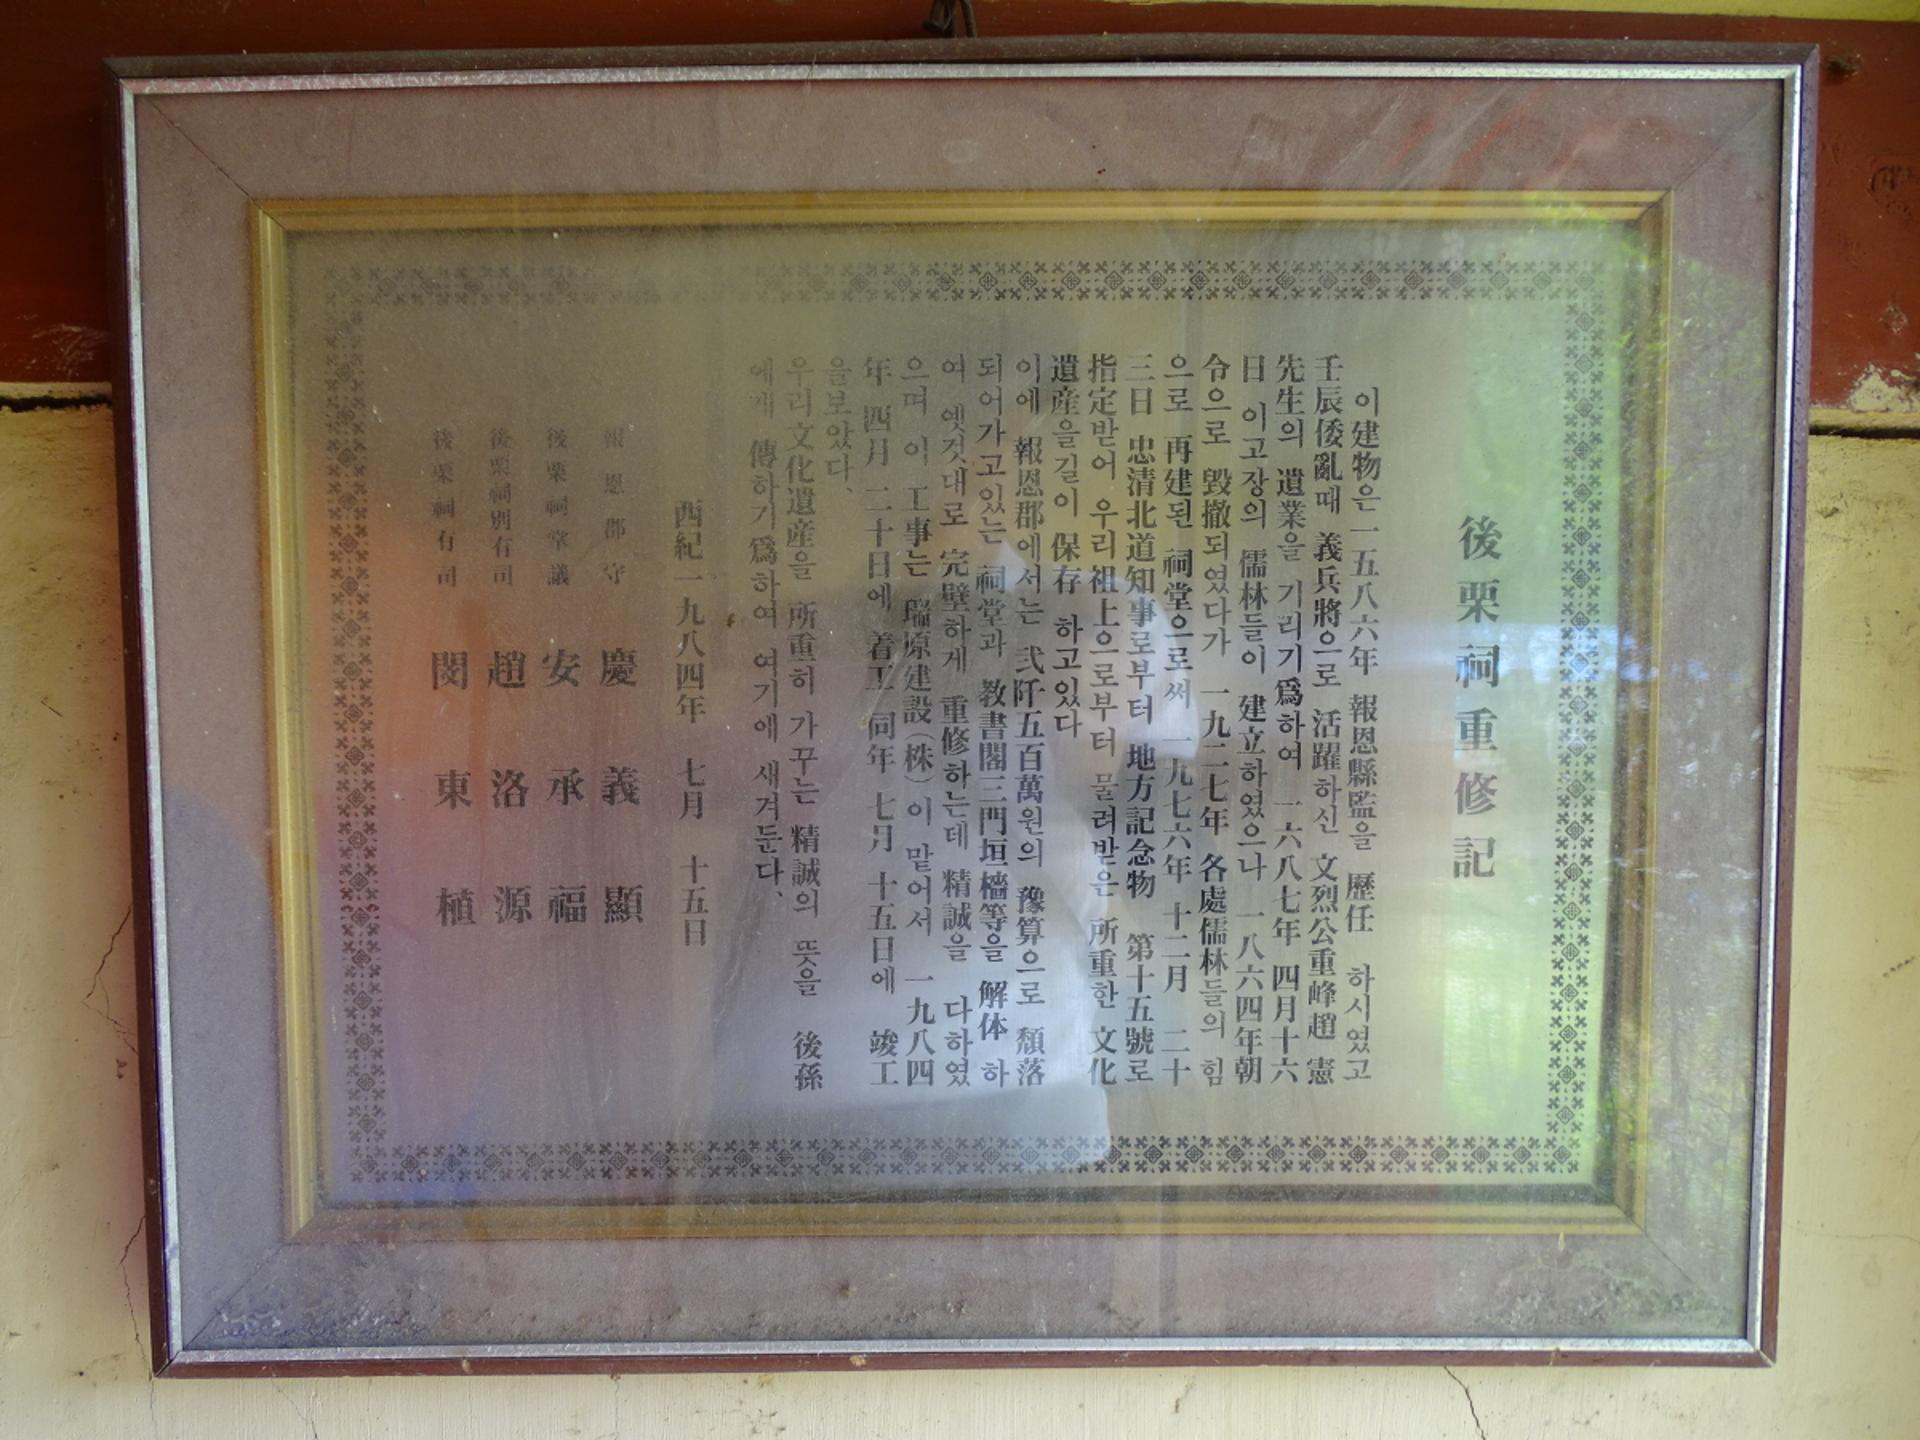 後栗祠重修記
이建物은一五八六年 報恩縣監을 歷任 하시였고
壬辰倭亂때 義兵將으로 活躍하신 文烈公重峰趙 憲
先生의 遺業을 기리기爲하여 一六八七年 四月十六
日 이고장의 儒林들이 建立하였으나 一八六四年朝
令으로 毁撤되였다가 一九二七年 各處儒林들의 힘
으로 再建된 祠堂으로써 一九七六年 十二月 二十
三日 忠清北道知事로부터 地方記念物 第十五號로
指定받어 우리祖上으로부터 물려받은 所重한 文化
遺産을길이 保存 하고있다
이에 報恩郡에서는 弐阡五百萬원의 豫算으로 頹落
되어가고있는 祠堂과 教書閣三門垣墻等을 解体 하
여 옛것대로 完壁하게 重修하는데 精誠을 다하였
으며 이 工事는 瑞原建設(株)이 맡어서 一九八四
年 四月 二十日에 着工 同年 七月 十五日에 竣工
을보았다、
우리文化遺産을 所重히 가꾸는 精誠의 뜻을 後孫
에게 傳하기爲하여 여기에 새겨둔다、
西紀一九八四年 七月 十五日
報恩郡守 慶義顯
後栗祠堂議 安承福
後栗祠別有司 趙洛源
後栗祠有司 閔東植